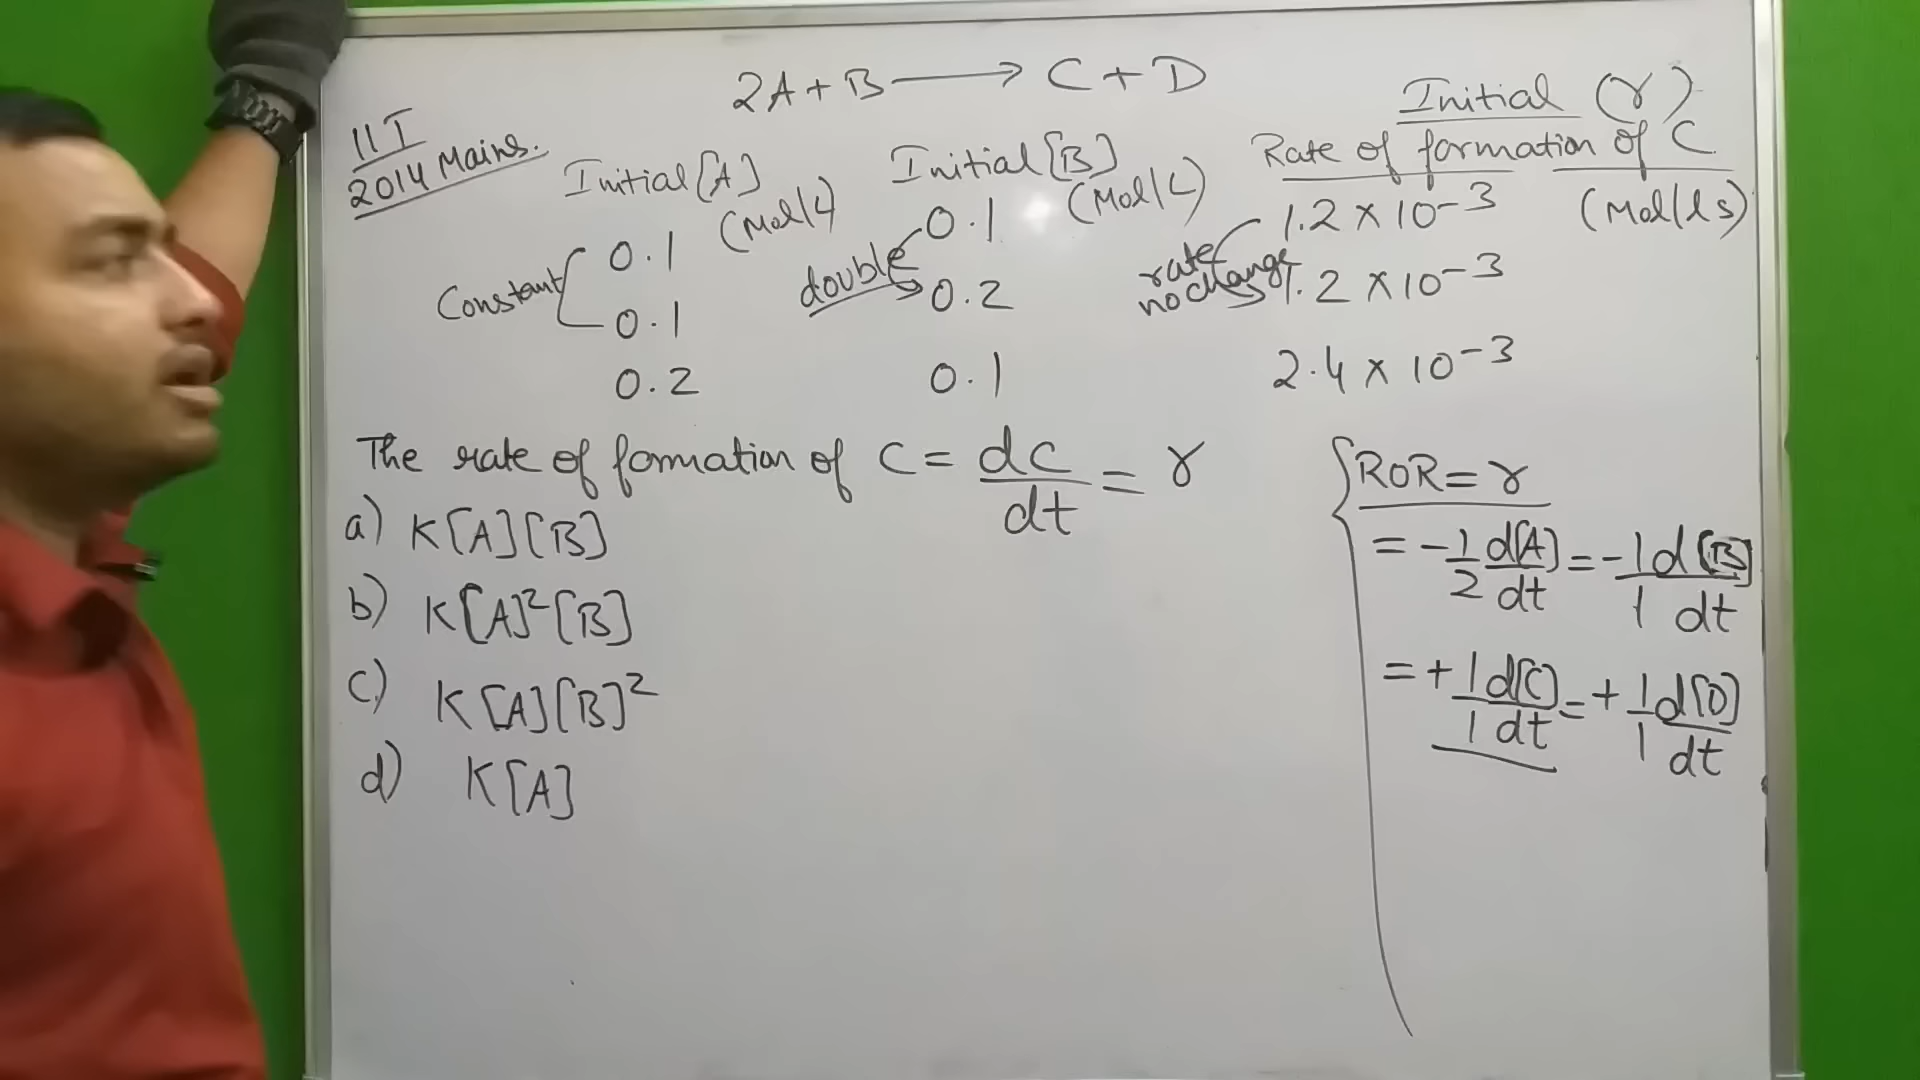 2A + B ⟶ C + D
IIT
2014 Mains.
Initial [A]
(Mol/L)
Initial [B]
(Mol/L)
Initial (r)
Rate of formation of C
(Mol/ls)
Constant
0.1
double
0.1
rate
no change
1.2 × 10⁻³
0.1
0.2
1.2 × 10⁻³
0.2
0.1
2.4 × 10⁻³
The rate of formation of C = dC/dt = r
a) K[A][B]
b) K[A]²[B]
c) K[A][B]²
d) K[A]
ROR = r
= -1/2 d[A]/dt = -1/1 d[B]/dt
= +1/1 d[C]/dt = +1/1 d[D]/dt